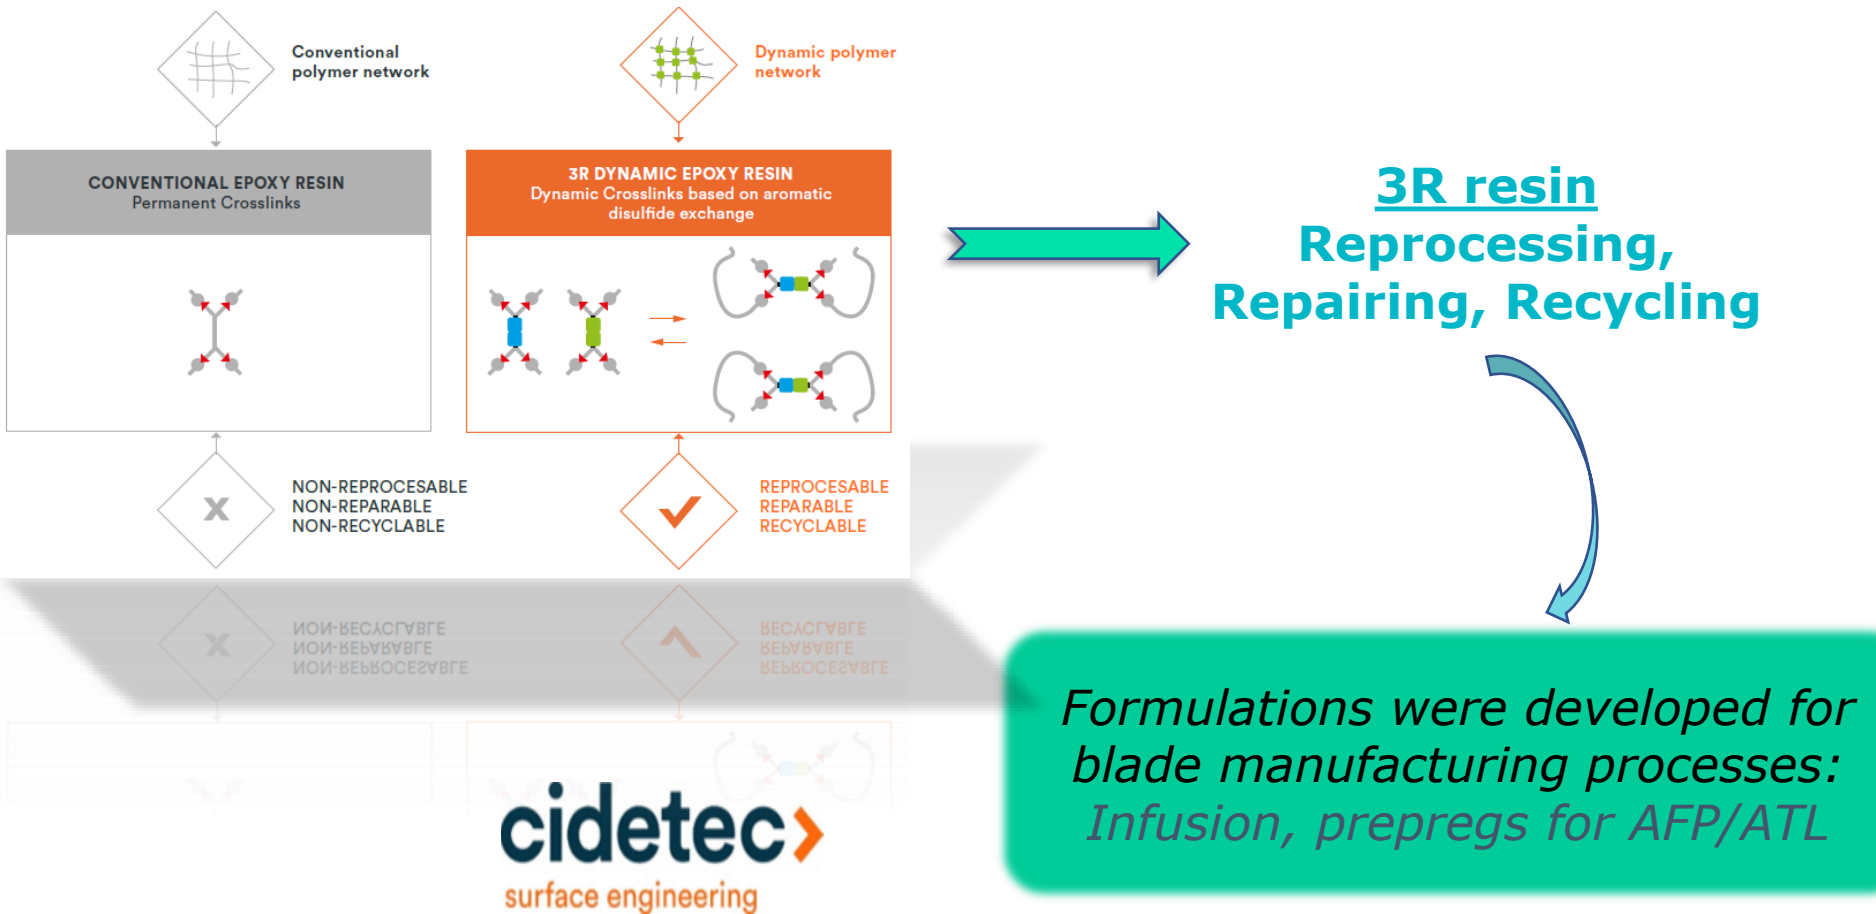 Conventional
polymer network
CONVENTIONAL EPOXY RESIN
Permanent Crosslinks
X
NON-REPROCESABLE
NON-REPARABLE
NON-RECYCLABLE
Dynamic polymer
network
3R DYNAMIC EPOXY RESIN
Dynamic Crosslinks based on aromatic
disulfide exchange
REPROCESABLE
REPARABLE
RECYCLABLE
3R resin
Reprocessing,
Repairing, Recycling
Formulations were developed for
blade manufacturing processes:
Infusion, prepregs for AFP/ATL
cidetec
surface engineering